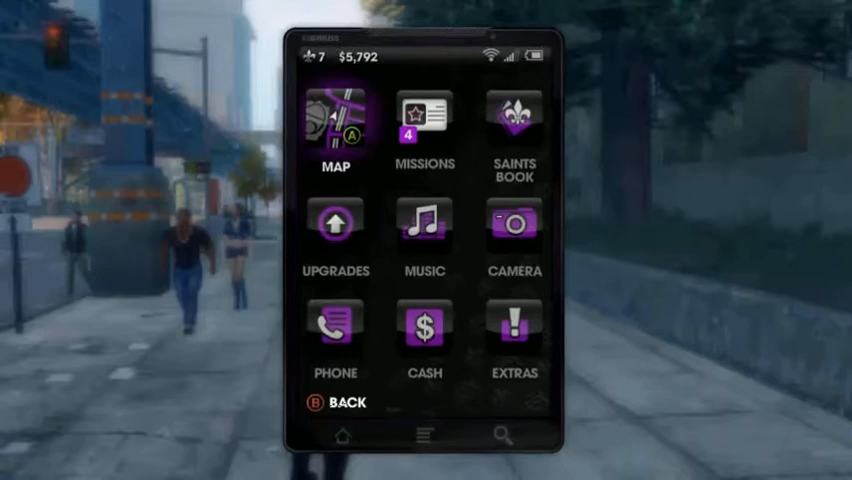 7 $5,792
A
MAP
4
MISSIONS
SAINTS
BOOK
UPGRADES
MUSIC
CAMERA
PHONE
$
CASH
!
EXTRAS
B BACK